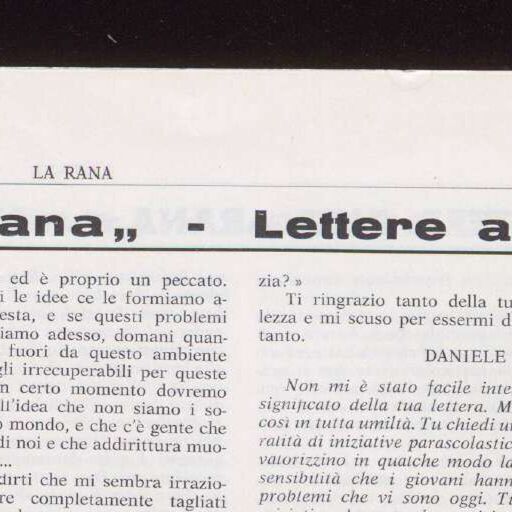 LA RANA
ana„ - Lettere a
ed è proprio un peccato.
i le idee ce le formiamo a-
esta, e se questi problemi
iamo adesso, domani quan-
fuori da questo ambiente
gli irrecuperabili per queste
n certo momento dovremo
ll'idea che non siamo i so-
o mondo, e che c'è gente che
di noi e che addirittura muo-
...
dirti che mi sembra irrazio-
re completamente tagliati
zia? »
Ti ringrazio tanto della tu
lezza e mi scuso per essermi d
tanto.
DANIELE
Non mi è stato facile inte
significato della tua lettera. M
così in tutta umiltà. Tu chiedi un
ralità di iniziative parascolastic
valorizzino in qualche modo la
sensibilità che i giovani hann
problemi che vi sono oggi. Tu